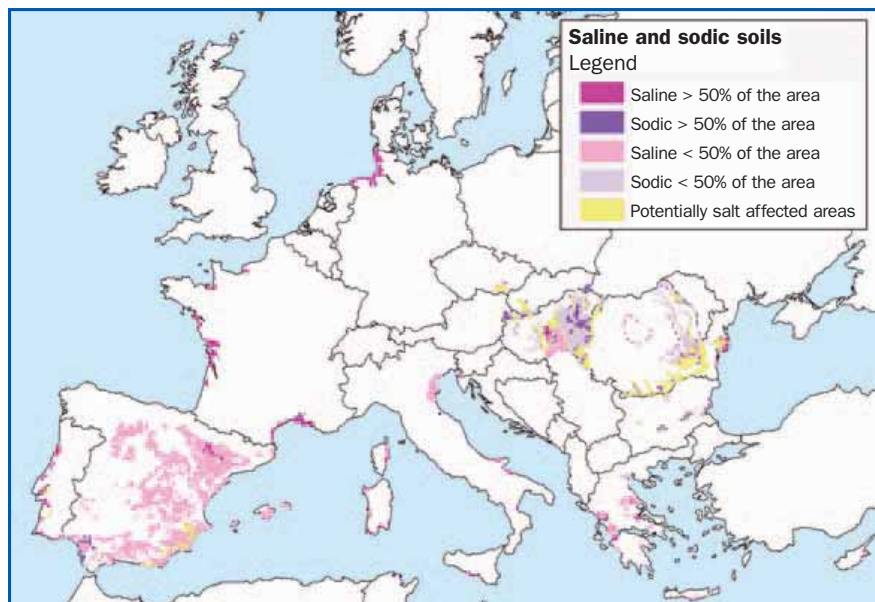 Saline and sodic soils
Legend
Saline > 50% of the area
Sodic > 50% of the area
Saline < 50% of the area
Sodic < 50% of the area
Potentially salt affected areas